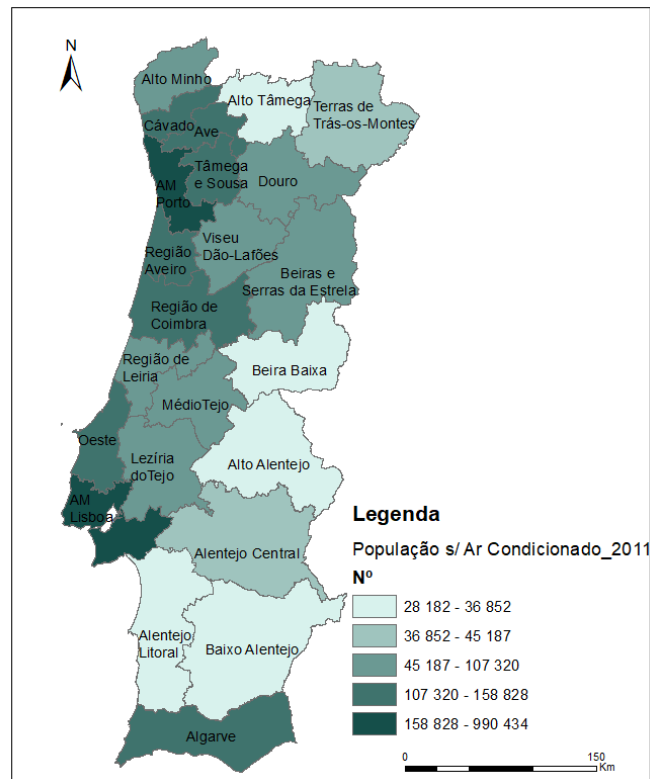 N
Alto Minho
Alto Tâmega
Terras de
Trás-os-Montes
Cávado
Ave
Tâmega
e Sousa
Douro
AM
Porto
Viseu
Dão-Lafões
Região
Aveiro
Beiras e
Serras da Estrela
Região de
Coimbra
Região de
Leiria
Beira Baixa
MédioTejo
Oeste
Lezíria
doTejo
Alto Alentejo
AM
Lisboa
Alentejo Central
Alentejo
Litoral
Baixo Alentejo
Algarve
Legenda
População s/ Ar Condicionado_2011
Nº
28 182 - 36 852
36 852 - 45 187
45 187 - 107 320
107 320 - 158 828
158 828 - 990 434
0 150
Km